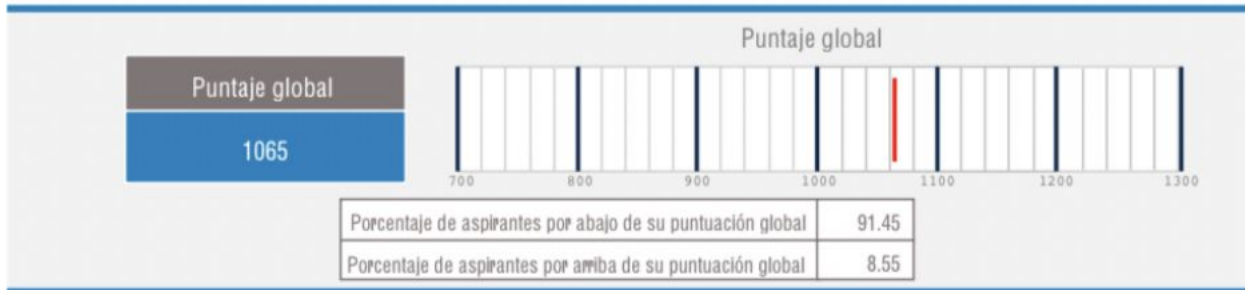 Puntaje global
Puntaje global
1065
700 800 900 1000 1100 1200 1300
Porcentaje de aspirantes por abajo de su puntuación global 91.45
Porcentaje de aspirantes por arriba de su puntuación global 8.55